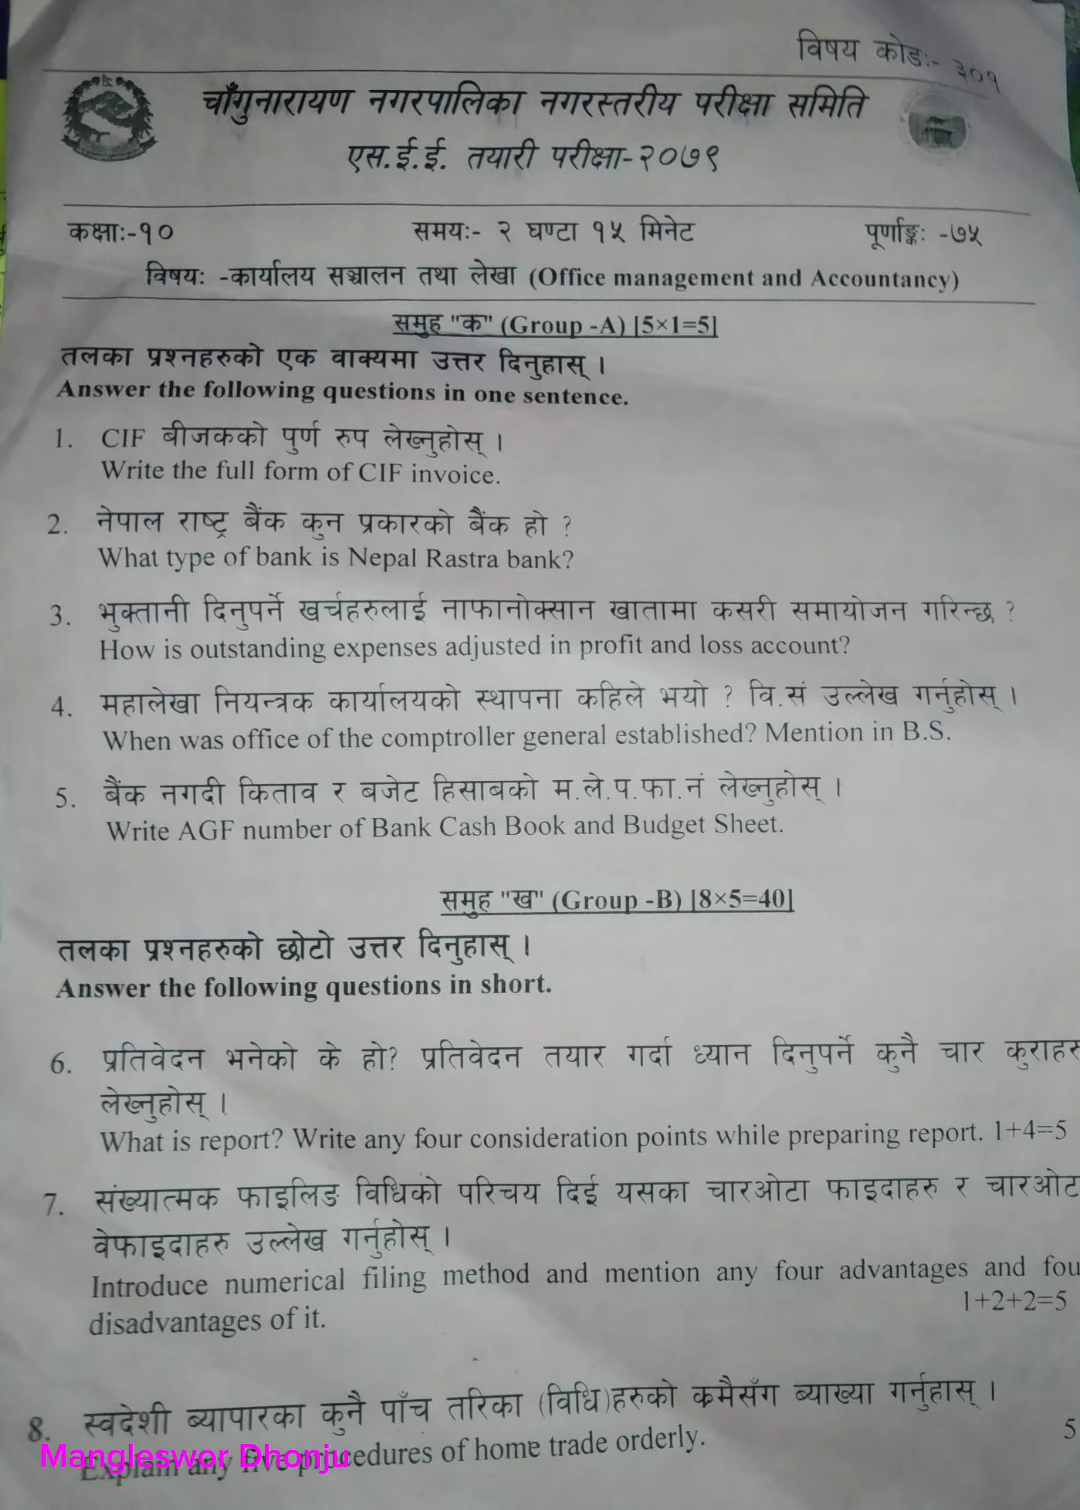 विषय कोडः- ३०१
चाँगुनारायण नगरपालिका नगरस्तरीय परीक्षा समिति
एस.ई.ई. तयारी परीक्षा-२०७९
कक्षाः-१० समयः- २ घण्टा १५ मिनेट पूर्णाङ्कः -७५
विषयः -कार्यालय सञ्चालन तथा लेखा (Office management and Accountancy)
समुह "क" (Group -A) [5×1=5]
तलका प्रश्नहरुको एक वाक्यमा उत्तर दिनुहास् ।
Answer the following questions in one sentence.
1. CIF बीजकको पुर्ण रुप लेख्नुहोस् ।
Write the full form of CIF invoice.
2. नेपाल राष्ट्र बैंक कुन प्रकारको बैंक हो ?
What type of bank is Nepal Rastra bank?
3. भुक्तानी दिनुपर्ने खर्चहरुलाई नाफानोक्सान खातामा कसरी समायोजन गरिन्छ ?
How is outstanding expenses adjusted in profit and loss account?
4. महालेखा नियन्त्रक कार्यालयको स्थापना कहिले भयो ? वि.सं उल्लेख गर्नुहोस् ।
When was office of the comptroller general established? Mention in B.S.
5. बैंक नगदी किताव र बजेट हिसाबको म.ले.प.फा.नं लेख्नुहोस् ।
Write AGF number of Bank Cash Book and Budget Sheet.
समुह "ख" (Group -B) [8×5=40]
तलका प्रश्नहरुको छोटो उत्तर दिनुहास् ।
Answer the following questions in short.
6. प्रतिवेदन भनेको के हो? प्रतिवेदन तयार गर्दा ध्यान दिनुपर्ने कुनै चार कुराहर
लेख्नुहोस् ।
What is report? Write any four consideration points while preparing report. 1+4=5
7. संख्यात्मक फाइलिङ विधिको परिचय दिई यसका चारओटा फाइदाहरु र चारओट
वेफाइदाहरु उल्लेख गर्नुहोस् ।
Introduce numerical filing method and mention any four advantages and fou
disadvantages of it. 1+2+2=5
8. स्वदेशी ब्यापारका कुनै पाँच तरिका (विधि)हरुको क्रमैसँग ब्याख्या गर्नुहास् ।
Explain any five procedures of home trade orderly. 5
Mangleswor Dhonju